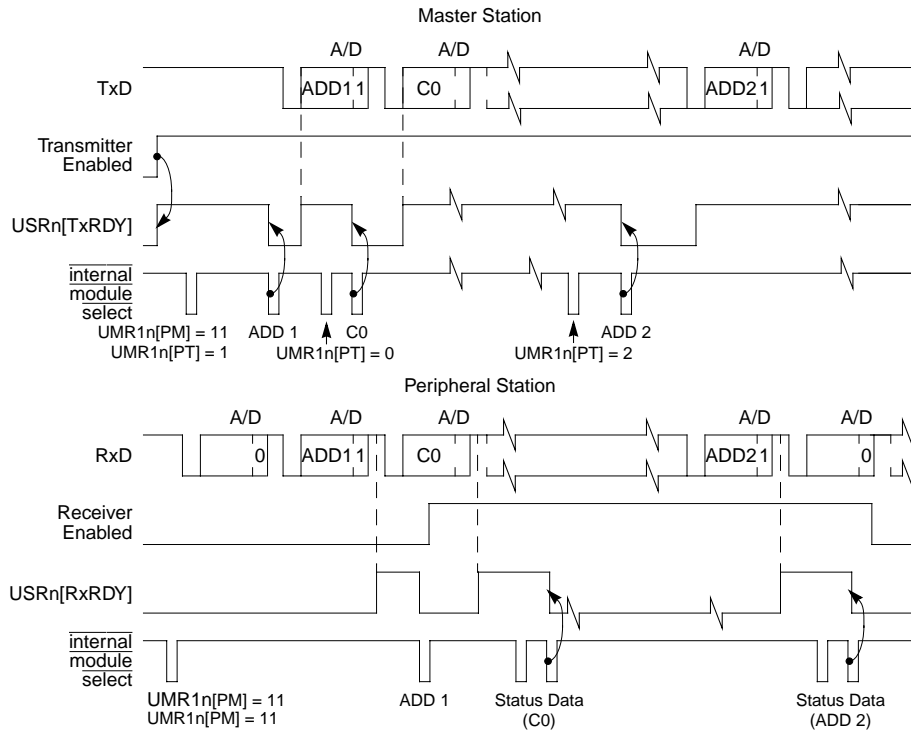 Master Station
A/D A/D A/D
TxD ADD1 1 C0 ADD2 1
Transmitter
Enabled
USRn[TxRDY]
internal
module
select
UMR1n[PM] = 11 ADD 1 C0 ADD 2
UMR1n[PT] = 1 UMR1n[PT] = 0 UMR1n[PT] = 2
Peripheral Station
A/D A/D A/D A/D A/D
RxD 0 ADD1 1 C0 ADD2 1 0
Receiver
Enabled
USRn[RxRDY]
internal
module
select
UMR1n[PM] = 11 ADD 1 Status Data Status Data
UMR1n[PM] = 11 (C0) (ADD 2)